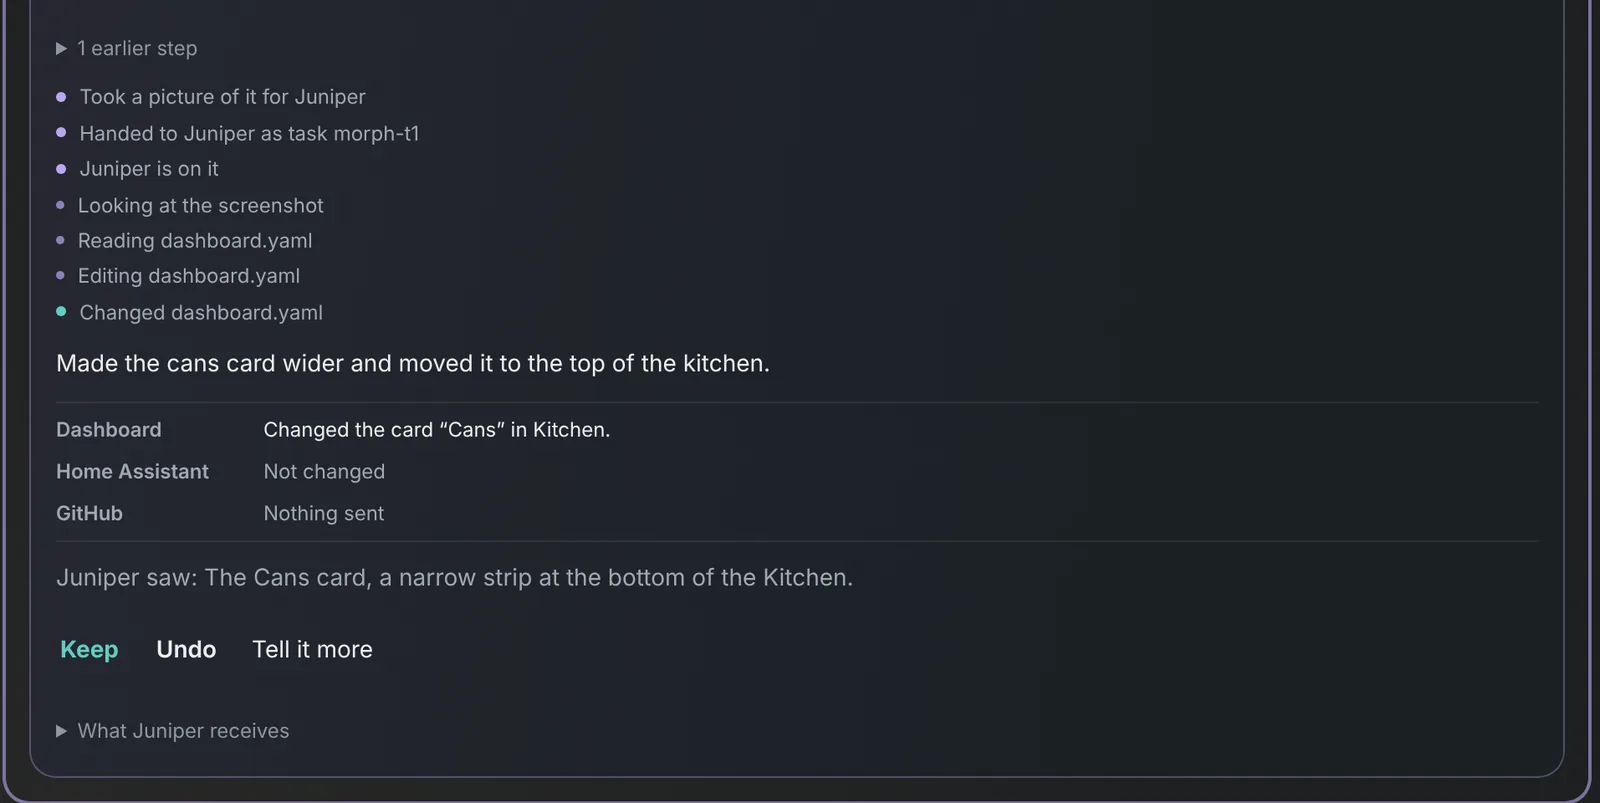 1 earlier step
Took a picture of it for Juniper
Handed to Juniper as task morph-t1
Juniper is on it
Looking at the screenshot
Reading dashboard.yaml
Editing dashboard.yaml
Changed dashboard.yaml
Made the cans card wider and moved it to the top of the kitchen.
Dashboard Changed the card “Cans” in Kitchen.
Home Assistant Not changed
GitHub Nothing sent
Juniper saw: The Cans card, a narrow strip at the bottom of the Kitchen.
Keep Undo Tell it more
What Juniper receives